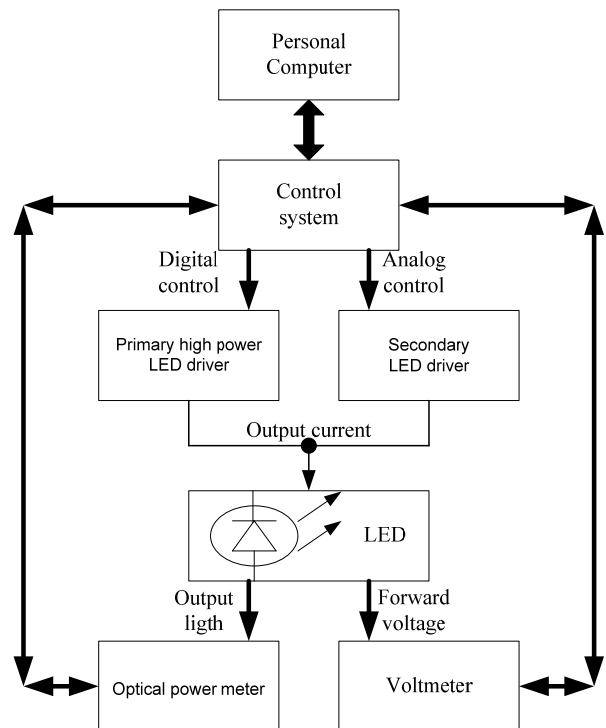 Personal
Computer
Control
system
Digital
control
Analog
control
Primary high power
LED driver
Secondary
LED driver
Output current
LED
Output
ligth
Forward
voltage
Optical power meter
Voltmeter